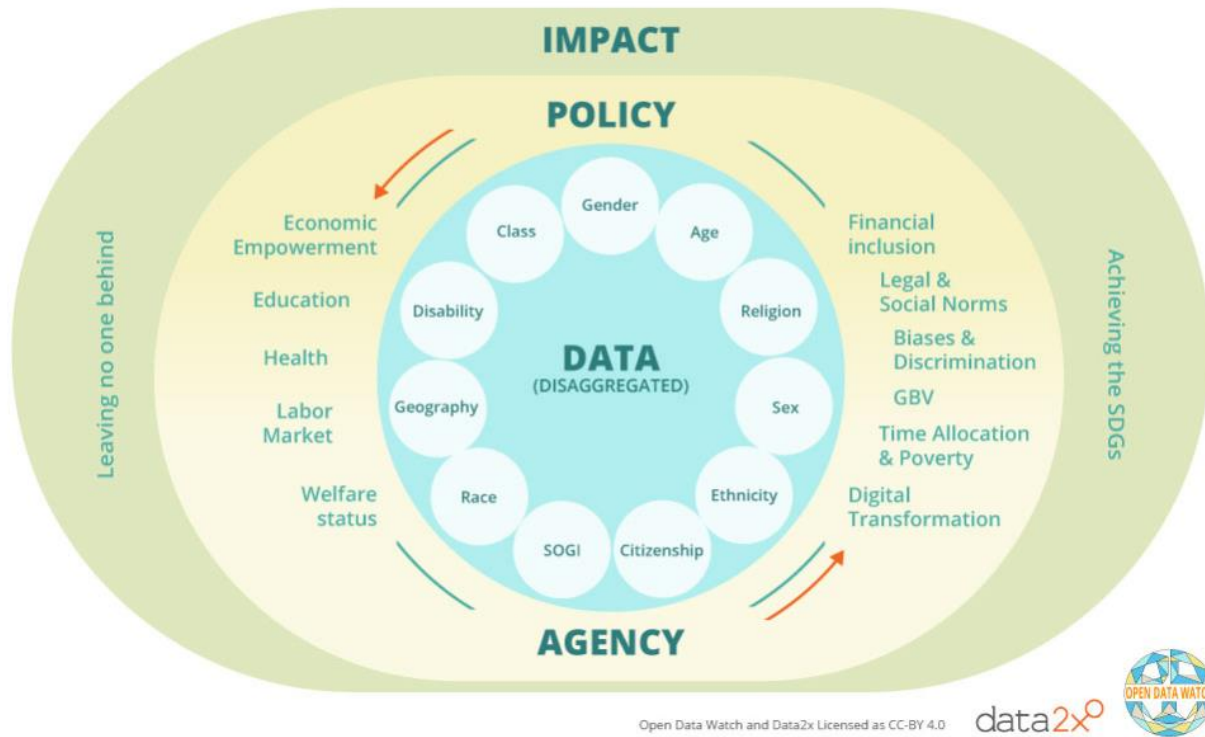 IMPACT
POLICY
Gender
Class
Age
Economic
Empowerment
Financial
inclusion
Education
Disability
Religion
Legal &
Social Norms
Health
DATA
(DISAGGREGATED)
Biases &
Discrimination
Leaving no one behind
Achieving the SDGs
GBV
Labor
Market
Geography
Sex
Time Allocation
& Poverty
Welfare
status
Race
Ethnicity
Digital
Transformation
SOGI
Citizenship
AGENCY
Open Data Watch and Data2x Licensed as CC-BY 4.0
data2x
OPEN DATA WATCH